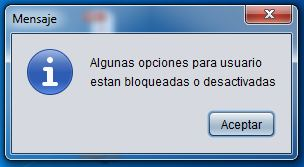 Mensaje
Algunas opciones para usuario
estan bloqueadas o desactivadas
Aceptar